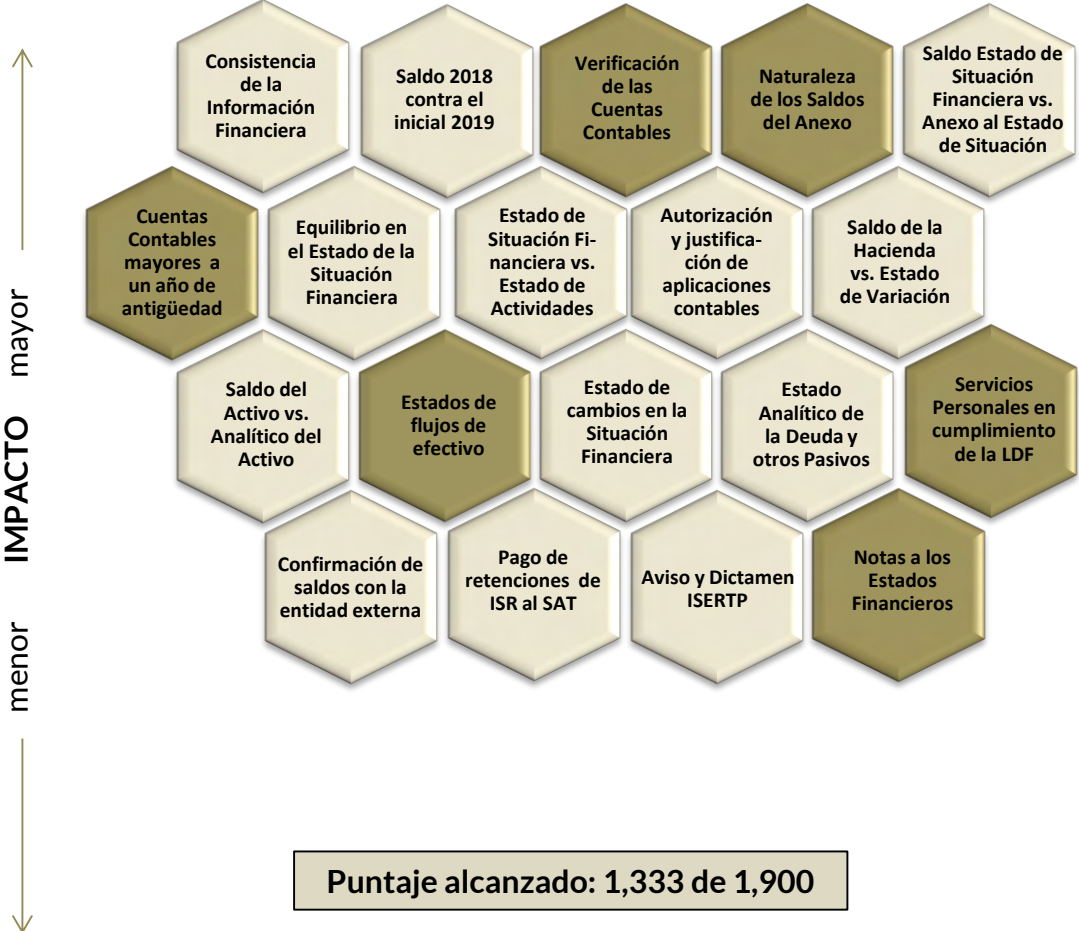 Consistencia
de la
Información
Financiera
Saldo 2018
contra el
inicial 2019
Verificación
de las
Cuentas
Contables
Naturaleza
de los Saldos
del Anexo
Saldo Estado de
Situación
Financiera vs.
Anexo al Estado
de Situación
Cuentas
Contables
mayores a
un año de
antigüedad
Equilibrio en
el Estado de la
Situación
Financiera
Estado de
Situación Fi-
nanciera vs.
Estado de
Actividades
Autorización
y justifica-
ción de
aplicaciones
contables
Saldo de la
Hacienda
vs. Estado
de Variación
Saldo del
Activo vs.
Analítico del
Activo
Estados de
flujos de
efectivo
Estado de
cambios en la
Situación
Financiera
Estado
Analítico de
la Deuda y
otros Pasivos
Servicios
Personales en
cumplimiento
de la LDF
Confirmación de
saldos con la
entidad externa
Pago de
retenciones de
ISR al SAT
Aviso y Dictamen
ISERTP
Notas a los
Estados
Financieros
menor IMPACTO mayor
Puntaje alcanzado: 1,333 de 1,900